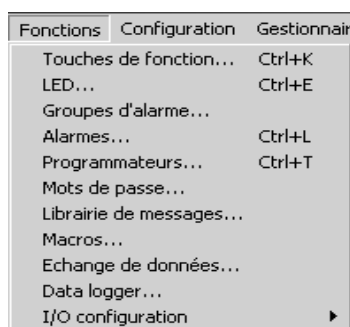 Fonctions Configuration Gestionnair
Touches de fonction... Ctrl+K
LED... Ctrl+E
Groupes d'alarme...
Alarmes... Ctrl+L
Programmateurs... Ctrl+T
Mots de passe...
Librairie de messages...
Macros...
Echange de données...
Data logger...
I/O configuration